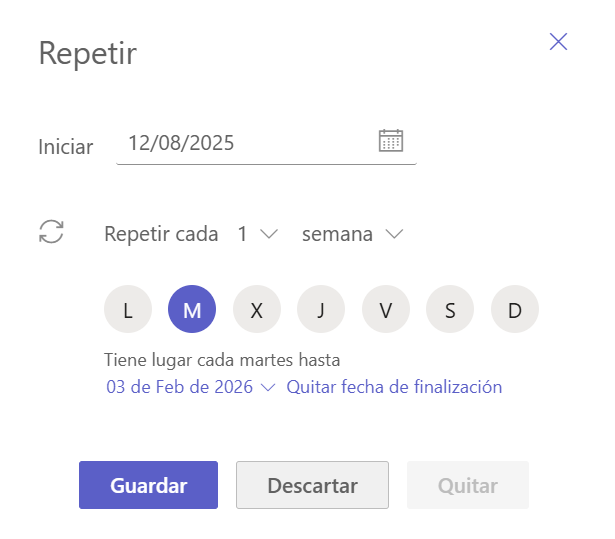 Repetir
Iniciar 12/08/2025
Repetir cada 1 semana
L M X J V S D
Tiene lugar cada martes hasta
03 de Feb de 2026 Quitar fecha de finalización
Guardar Descartar Quitar